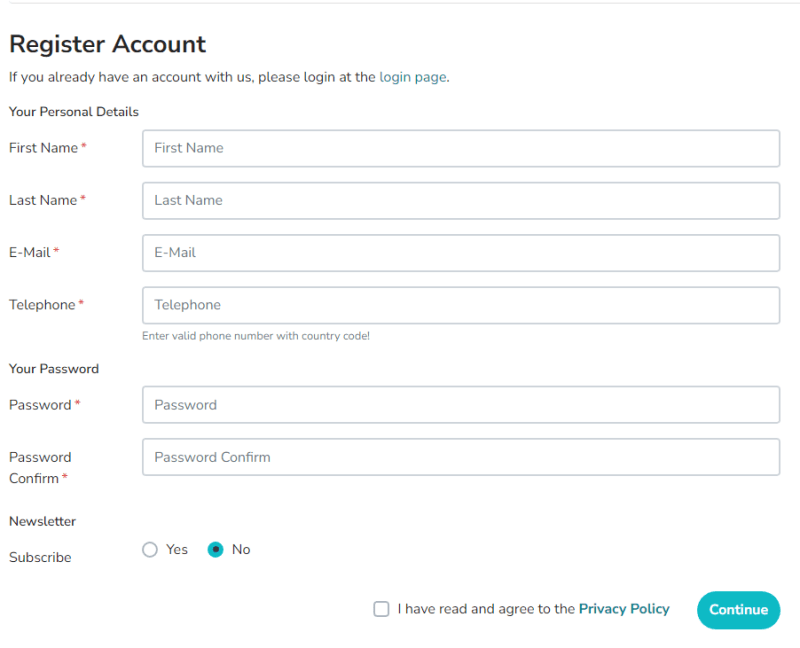 Register Account
If you already have an account with us, please login at the login page.
Your Personal Details
First Name * First Name
Last Name * Last Name
E-Mail * E-Mail
Telephone * Telephone
Enter valid phone number with country code!
Your Password
Password * Password
Password Confirm * Password Confirm
Newsletter
Subscribe Yes No
I have read and agree to the Privacy Policy Continue